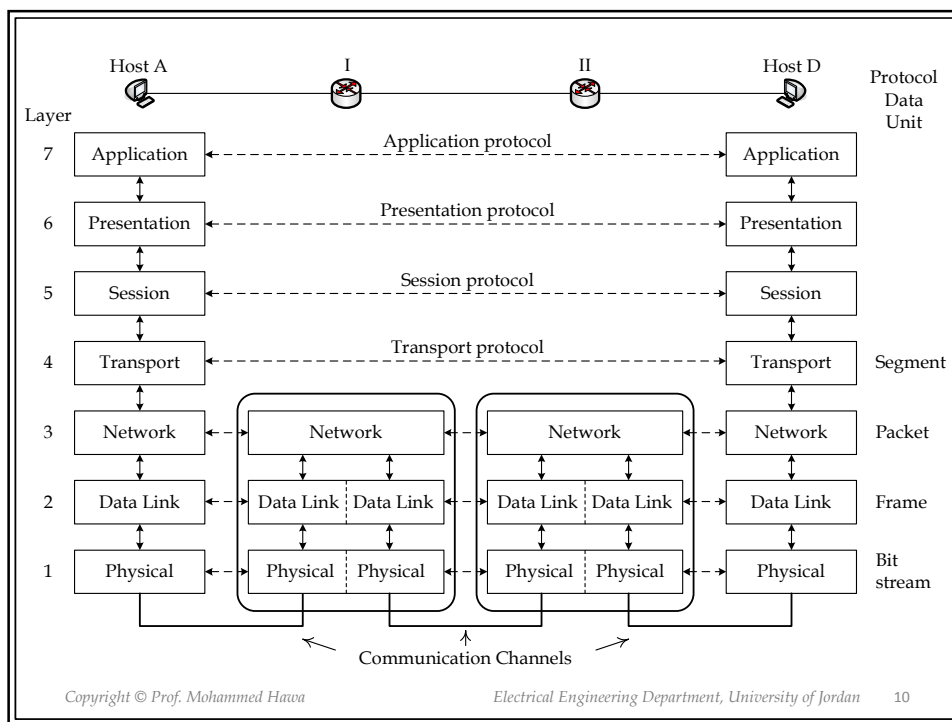 Host A I II Host D
Protocol
Data
Unit
Layer
7 Application Application protocol Application
6 Presentation Presentation protocol Presentation
5 Session Session protocol Session
4 Transport Transport protocol Transport Segment
3 Network Network Network Network Packet
2 Data Link Data Link Data Link Data Link Data Link Data Link Frame
1 Physical Physical Physical Physical Physical Physical Bit
stream
Communication Channels
Copyright © Prof. Mohammed Hawa Electrical Engineering Department, University of Jordan 10